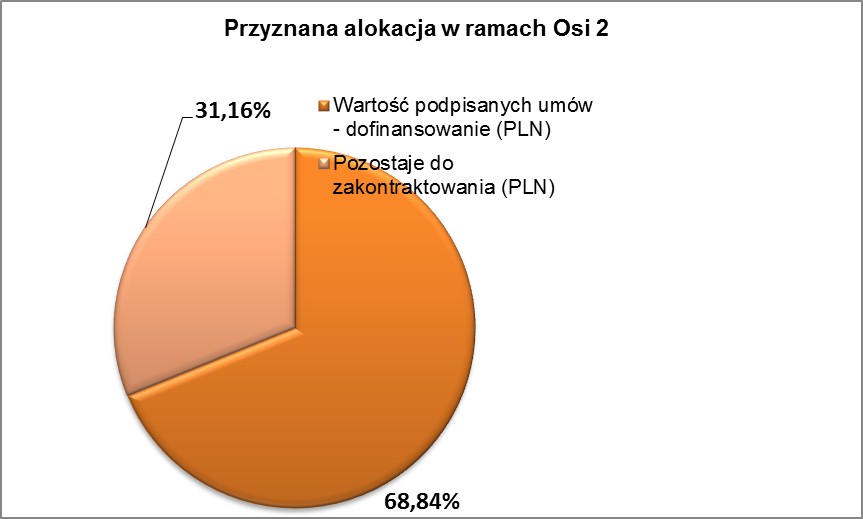 Przyznana alokacja w ramach Osi 2
31,16%
Wartość podpisanych umów
- dofinansowanie (PLN)
Pozostaje do
zakontraktowania (PLN)
68,84%